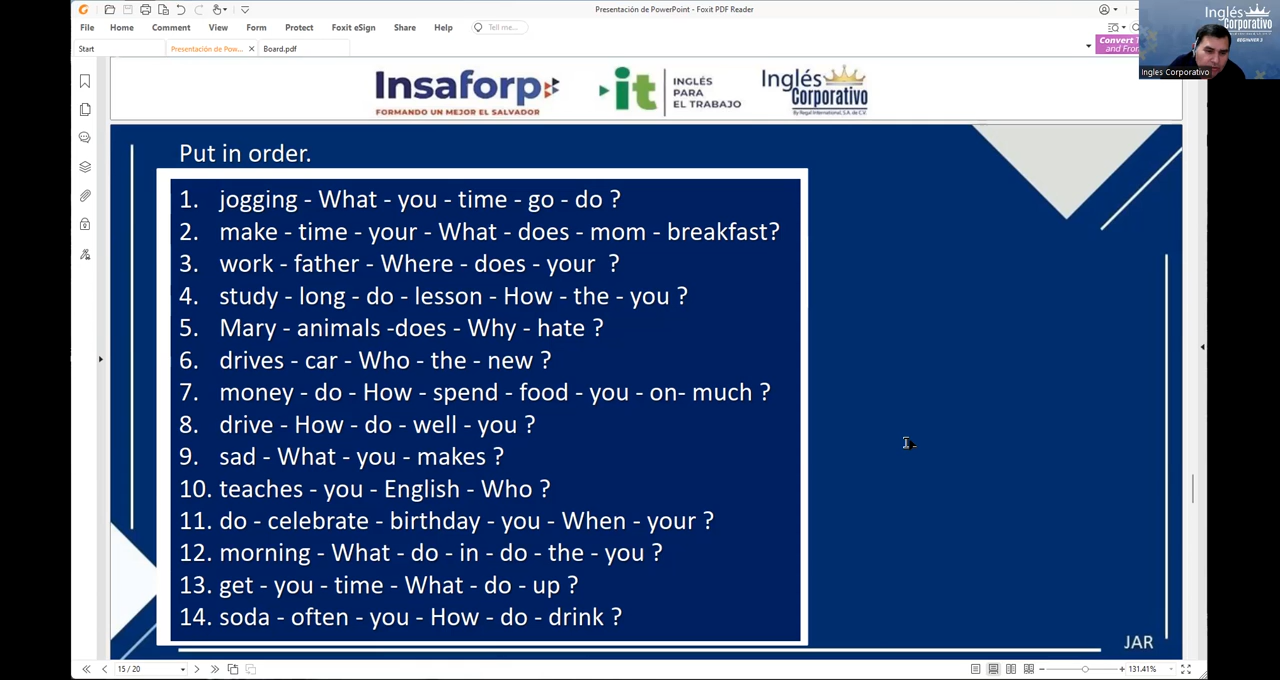 Presentación de PowerPoint - Foxit PDF Reader
File Home Comment View Form Protect Foxit eSign Share Help Tell me...
Start Presentación de Pow... Board.pdf
Convert
and From
Inglés
Corporativo
BEGINNER 3
Ingles Corporativo
Insaforp
FORMANDO UN MEJOR EL SALVADOR
it
INGLÉS
PARA
EL TRABAJO
Inglés
Corporativo
By Regal International, S.A. de C.V.
Put in order.
1. jogging - What - you - time - go - do ?
2. make - time - your - What - does - mom - breakfast?
3. work - father - Where - does - your ?
4. study - long - do - lesson - How - the - you ?
5. Mary - animals -does - Why - hate ?
6. drives - car - Who - the - new ?
7. money - do - How - spend - food - you - on- much ?
8. drive - How - do - well - you ?
9. sad - What - you - makes ?
10. teaches - you - English - Who ?
11. do - celebrate - birthday - you - When - your ?
12. morning - What - do - in - do - the - you ?
13. get - you - time - What - do - up ?
14. soda - often - you - How - do - drink ?
JAR
15 / 20
131.41%